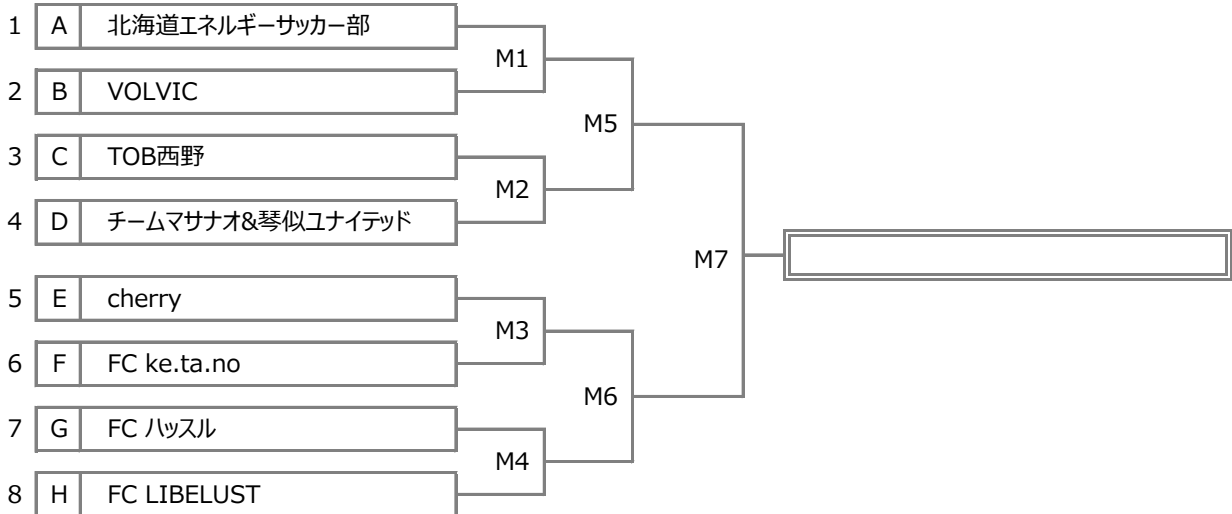 1 A 北海道エネルギーサッカー部
M1
2 B VOLVIC
M5
3 C TOB西野
M2
4 D チームマサナオ&琴似ユナイテッド
M7
5 E cherry
M3
6 F FC ke.ta.no
M6
7 G FC ハッスル
M4
8 H FC LIBELUST